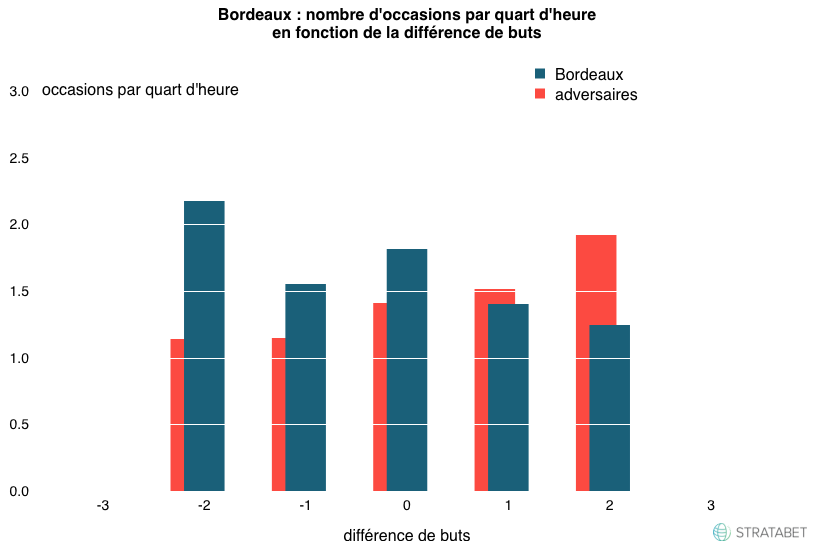 Bordeaux : nombre d'occasions par quart d'heure
en fonction de la différence de buts
occasions par quart d'heure
Bordeaux
adversaires
3.0
2.5
2.0
1.5
1.0
0.5
0.0
-3 -2 -1 0 1 2 3
différence de buts
STRATABET